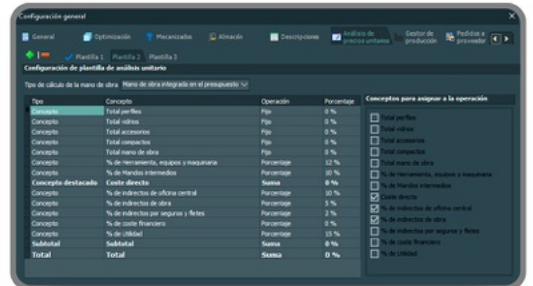 Configuración general
General Optimización Mecanizados Almacén Descripciones Análisis de precios unitarios Gestor de producción Pedidos a proveedor
Plantilla 1 Plantilla 2 Plantilla 3
Configuración de plantilla de análisis unitario
Tipo de cálculo de la mano de obra Mano de obra integrada en el presupuesto
Tipo Concepto Operación Porcentaje
Concepto Total perfiles Fijo 0 %
Concepto Total vidrios Fijo 0 %
Concepto Total accesorios Fijo 0 %
Concepto Total compactos Fijo 0 %
Concepto Total mano de obra Fijo 0 %
Concepto % de Herramienta, equipos y maquinaria Porcentaje 12 %
Concepto % de Mandos intermedios Porcentaje 10 %
Concepto destacado Coste directo Suma 0 %
Concepto % de indirectos de oficina central Porcentaje 10 %
Concepto % de indirectos de obra Porcentaje 5 %
Concepto % de indirectos por seguros y fletes Porcentaje 2 %
Concepto % de coste financiero Porcentaje 0 %
Concepto % de Utilidad Porcentaje 15 %
Subtotal Subtotal Suma 0 %
Total Total Suma 0 %
Conceptos para asignar a la operación
Total perfiles
Total vidrios
Total accesorios
Total compactos
Total mano de obra
% de Herramienta, equipos y maquinaria
% de Mandos intermedios
Coste directo
% de indirectos de oficina central
% de indirectos de obra
% de indirectos por seguros y fletes
% de coste financiero
% de Utilidad